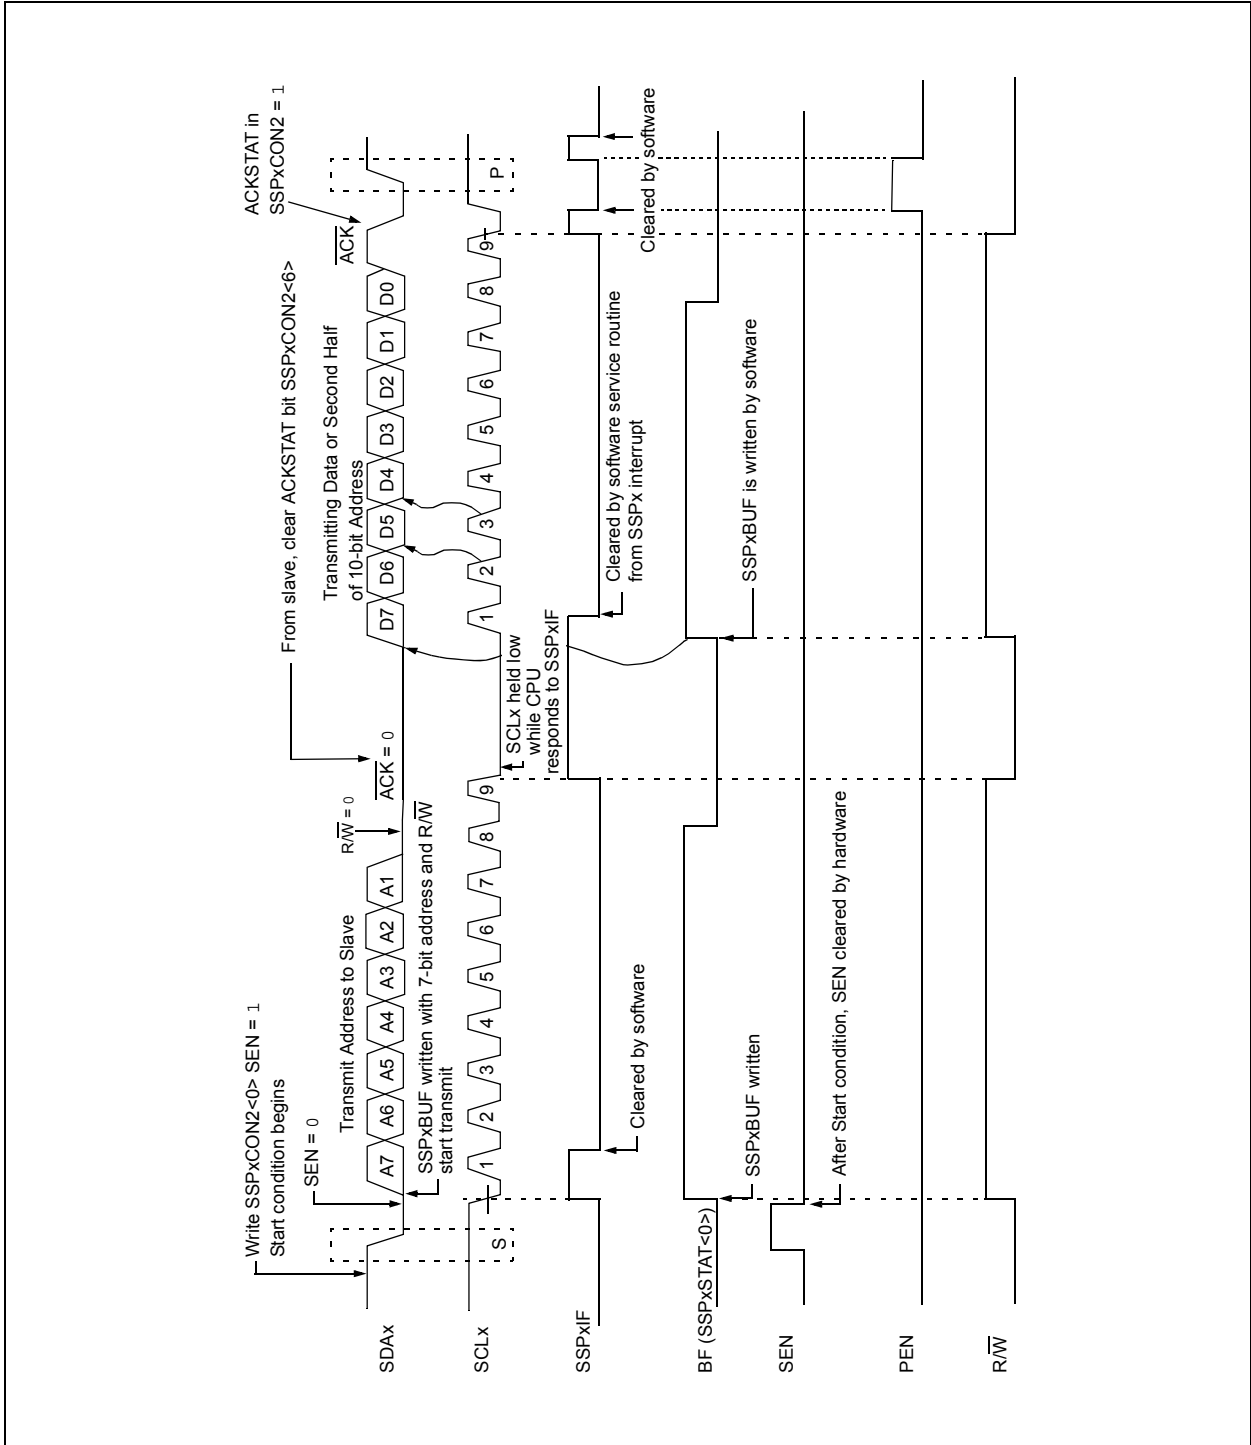 Write SSPxCON2<0> SEN = 1
Start condition begins
SEN = 0
Transmit Address to Slave
R/W = 0
From slave, clear ACKSTAT bit SSPxCON2<6>
ACK = 0
Transmitting Data or Second Half
of 10-bit Address
ACKSTAT in
SSPxCON2 = 1
ACK
SDAx
A7 A6 A5 A4 A3 A2 A1
D7 D6 D5 D4 D3 D2 D1 D0
SSPxBUF written with 7-bit address and R/W
start transmit
SCLx
S
1 2 3 4 5 6 7 8 9
1 2 3 4 5 6 7 8 9
P
SCLx held low
while CPU
responds to SSPxIF
SSPxIF
Cleared by software
Cleared by software service routine
from SSPx interrupt
Cleared by software
BF (SSPxSTAT<0>)
SSPxBUF written
SSPxBUF is written by software
SEN
After Start condition, SEN cleared by hardware
PEN
R/W